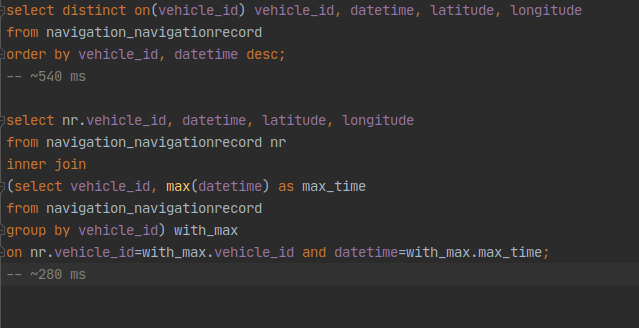 select distinct on(vehicle_id) vehicle_id, datetime, latitude, longitude
from navigation_navigationrecord
order by vehicle_id, datetime desc;
-- ~540 ms
select nr.vehicle_id, datetime, latitude, longitude
from navigation_navigationrecord nr
inner join
(select vehicle_id, max(datetime) as max_time
from navigation_navigationrecord
group by vehicle_id) with_max
on nr.vehicle_id=with_max.vehicle_id and datetime=with_max.max_time;
-- ~280 ms